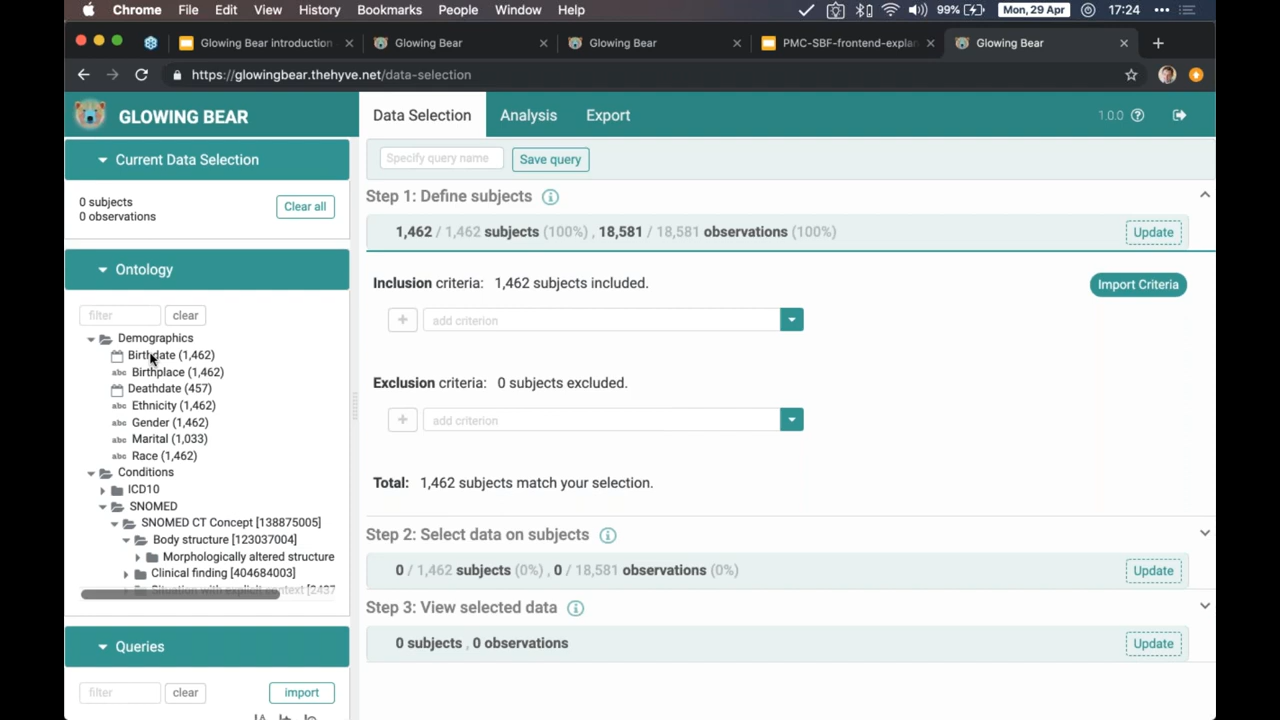 Chrome File Edit View History Bookmarks People Window Help 99% Mon, 29 Apr 17:24
Glowing Bear introduction Glowing Bear Glowing Bear PMC-SBF-frontend-explan Glowing Bear
https://glowingbear.thehyve.net/data-selection
GLOWING BEAR
Data Selection Analysis Export 1.0.0
Current Data Selection
0 subjects
0 observations
Clear all
Ontology
filter clear
Demographics
Birthdate (1,462)
abc Birthplace (1,462)
Deathdate (457)
abc Ethnicity (1,462)
abc Gender (1,462)
abc Marital (1,033)
abc Race (1,462)
Conditions
ICD10
SNOMED
SNOMED CT Concept [138875005]
Body structure [123037004]
Morphologically altered structure
Clinical finding [404684003]
Situation with explicit context [2437
Queries
filter clear import
Specify query name Save query
Step 1: Define subjects
1,462 / 1,462 subjects (100%) , 18,581 / 18,581 observations (100%) Update
Inclusion criteria: 1,462 subjects included. Import Criteria
+ add criterion
Exclusion criteria: 0 subjects excluded.
+ add criterion
Total: 1,462 subjects match your selection.
Step 2: Select data on subjects
0 / 1,462 subjects (0%) , 0 / 18,581 observations (0%) Update
Step 3: View selected data
0 subjects , 0 observations Update